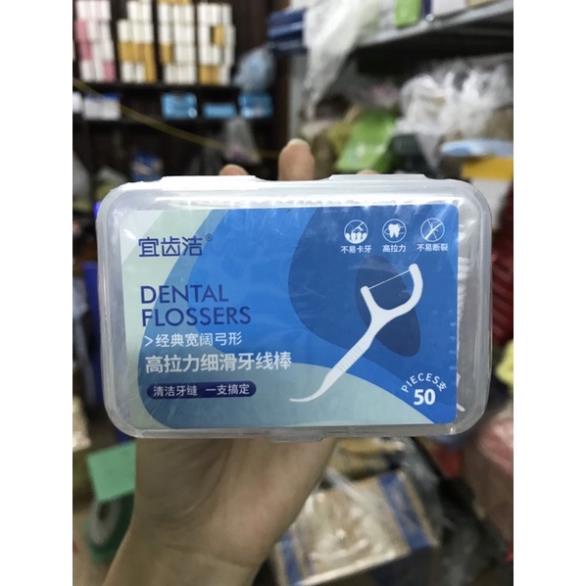 宜齿洁®
不易卡牙 高拉力 不易断裂
DENTAL
FLOSSERS
>经典宽阔弓形
高拉力细滑牙线棒
清洁牙缝 一支搞定
PIECES支
50